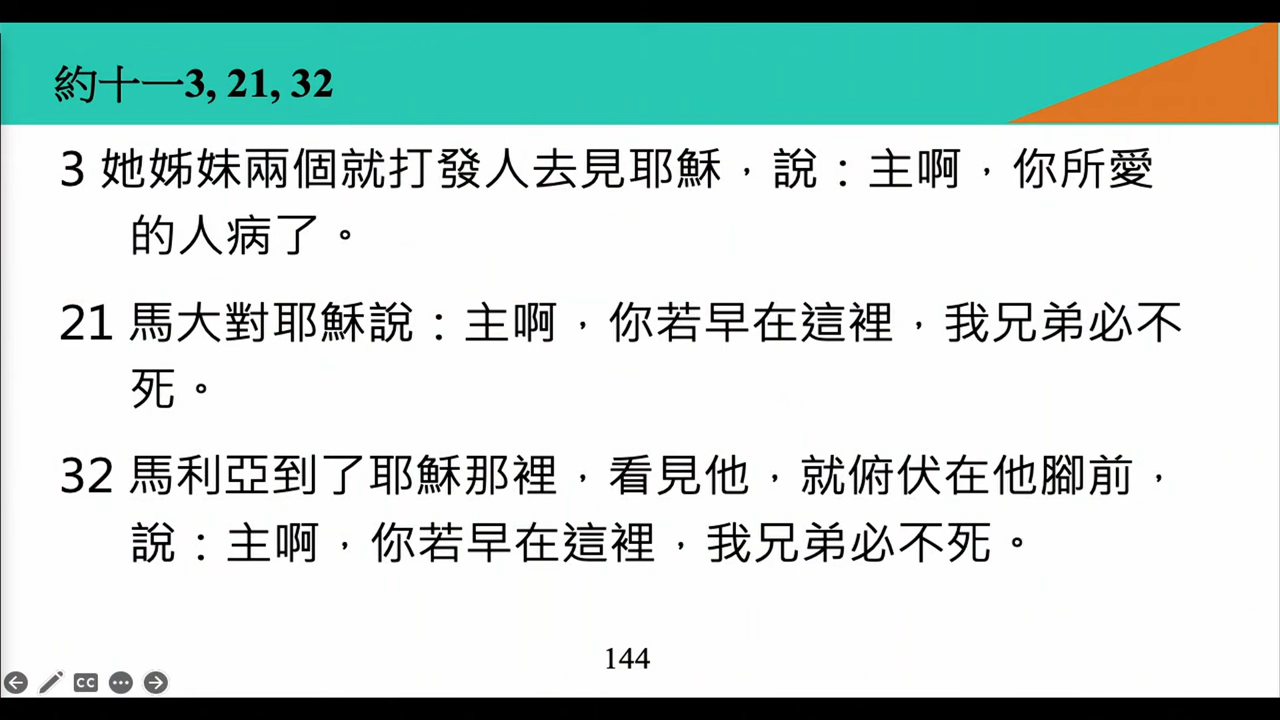 約十一3, 21, 32
3 她姊妹兩個就打發人去見耶穌，說：主啊，你所愛
的人病了。
21 馬大對耶穌說：主啊，你若早在這裡，我兄弟必不
死。
32 馬利亞到了耶穌那裡，看見他，就俯伏在他腳前，
說：主啊，你若早在這裡，我兄弟必不死。
144
CC